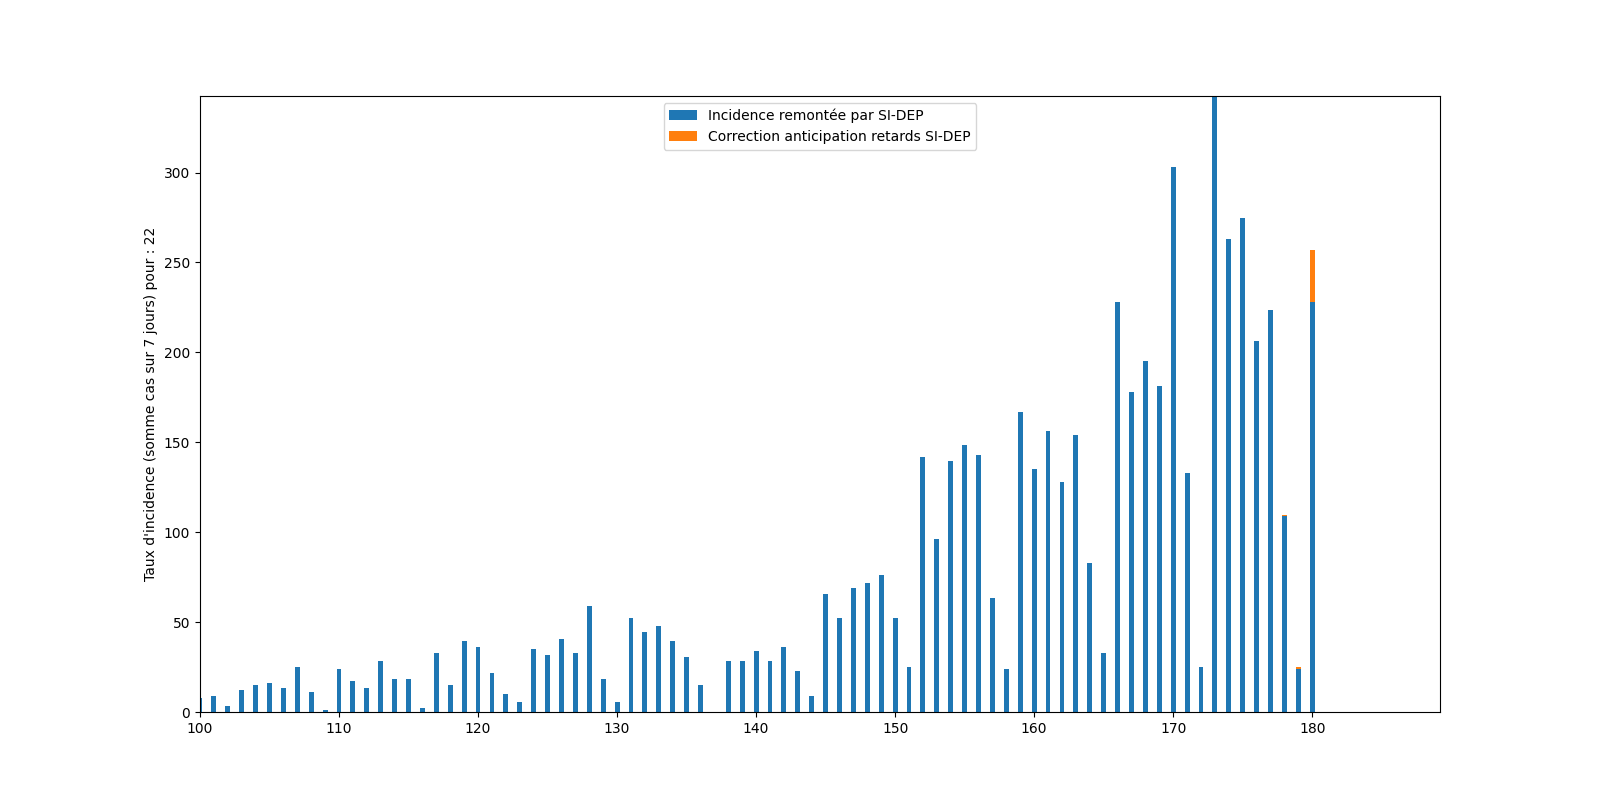 Incidence remontée par SI-DEP
Correction anticipation retards SI-DEP
Taux d'incidence (somme cas sur 7 jours) pour : 22
300
250
200
150
100
50
0
100 110 120 130 140 150 160 170 180